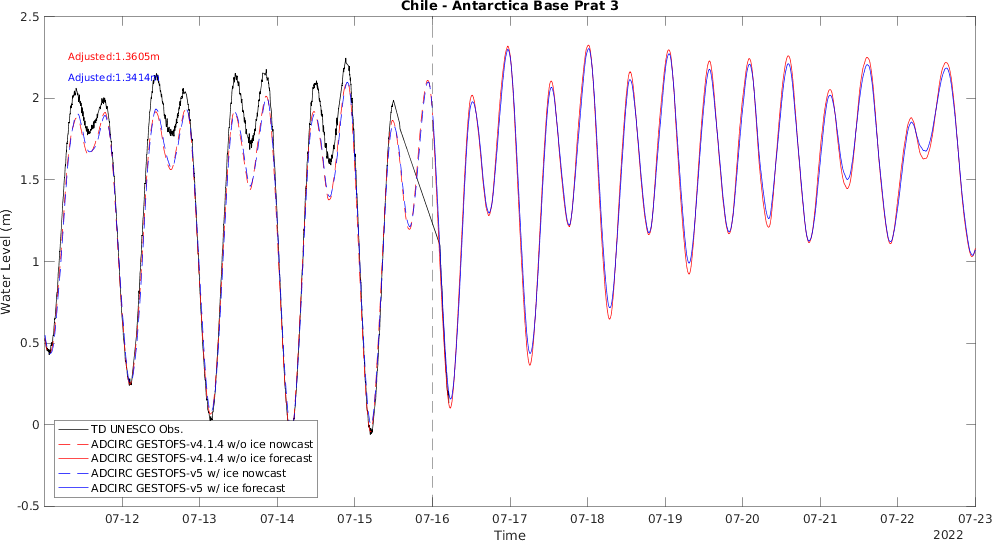 Chile - Antarctica Base Prat 3
Adjusted:1.3605m
Adjusted:1.3414m
Water Level (m)
2.5
2
1.5
1
0.5
0
-0.5
TD UNESCO Obs.
ADCIRC GESTOFS-v4.1.4 w/o ice nowcast
ADCIRC GESTOFS-v4.1.4 w/o ice forecast
ADCIRC GESTOFS-v5 w/ ice nowcast
ADCIRC GESTOFS-v5 w/ ice forecast
07-12 07-13 07-14 07-15 07-16 07-17 07-18 07-19 07-20 07-21 07-22 07-23
Time
2022